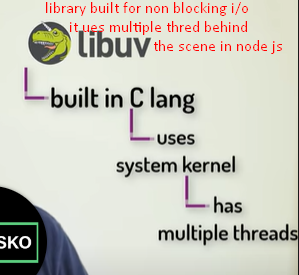 library built for non blocking i/o
it ues multiple thred behind
the scene in node js
libuv
built in C lang
uses
system kernel
has
multiple threads
SKO